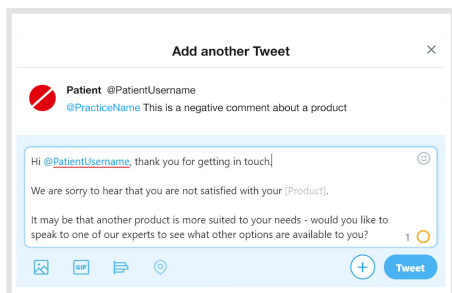 Add another Tweet
Patient @PatientUsername
@PracticeName This is a negative comment about a product
Hi @PatientUsername, thank you for getting in touch.
We are sorry to hear that you are not satisfied with your [Product].
It may be that another product is more suited to your needs - would you like to
speak to one of our experts to see what other options are available to you?
1
GIF
Tweet